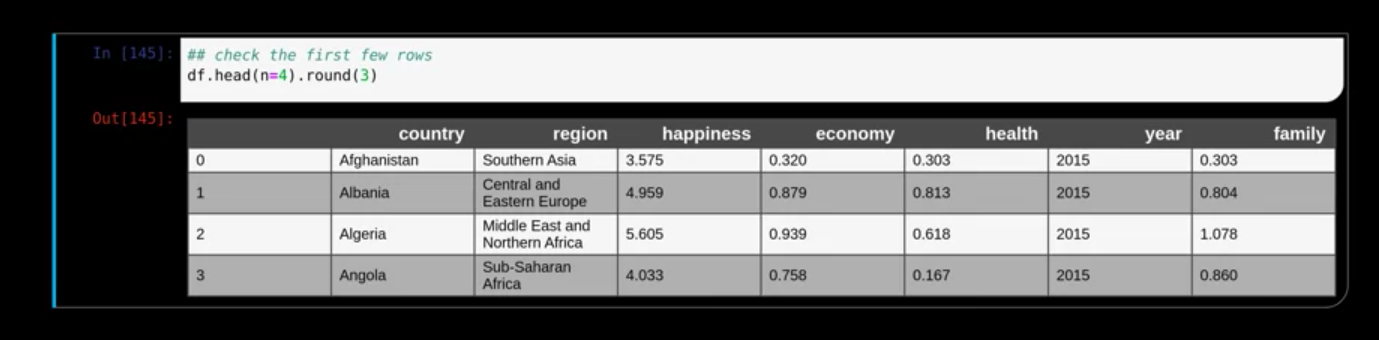 In [145]:
## check the first few rows
df.head(n=4).round(3)
Out[145]:
country region happiness economy health year family
0 Afghanistan Southern Asia 3.575 0.320 0.303 2015 0.303
1 Albania Central and Eastern Europe 4.959 0.879 0.813 2015 0.804
2 Algeria Middle East and Northern Africa 5.605 0.939 0.618 2015 1.078
3 Angola Sub-Saharan Africa 4.033 0.758 0.167 2015 0.860